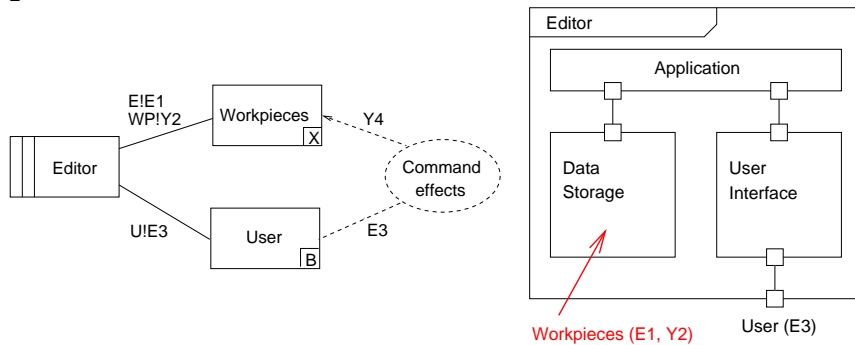 E!E1
WP!Y2
Workpieces
X
Y4
Editor
Command
effects
U!E3
User
B
E3
Editor
Application
Data
Storage
User
Interface
Workpieces (E1, Y2)
User (E3)